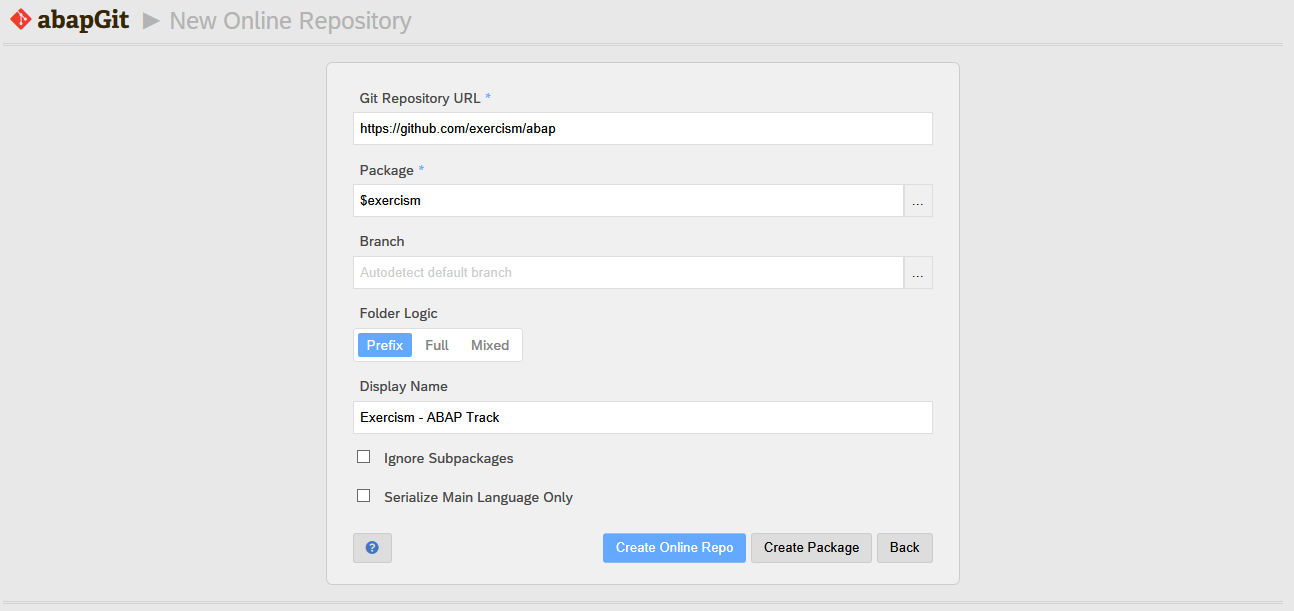 abapGit ▶ New Online Repository
Git Repository URL *
https://github.com/exercism/abap
Package *
$exercism
...
Branch
Autodetect default branch
...
Folder Logic
Prefix Full Mixed
Display Name
Exercism - ABAP Track
Ignore Subpackages
Serialize Main Language Only
? Create Online Repo Create Package Back